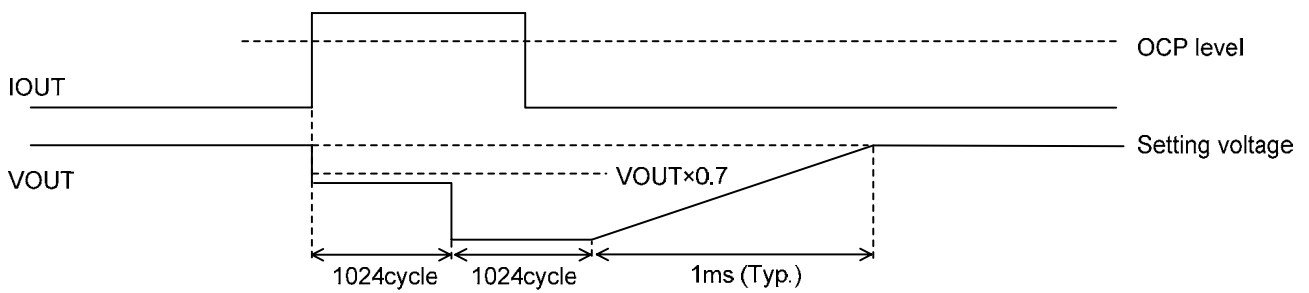 OCP level
IOUT
Setting voltage
VOUT
VOUT×0.7
1024cycle
1024cycle
1ms (Typ.)